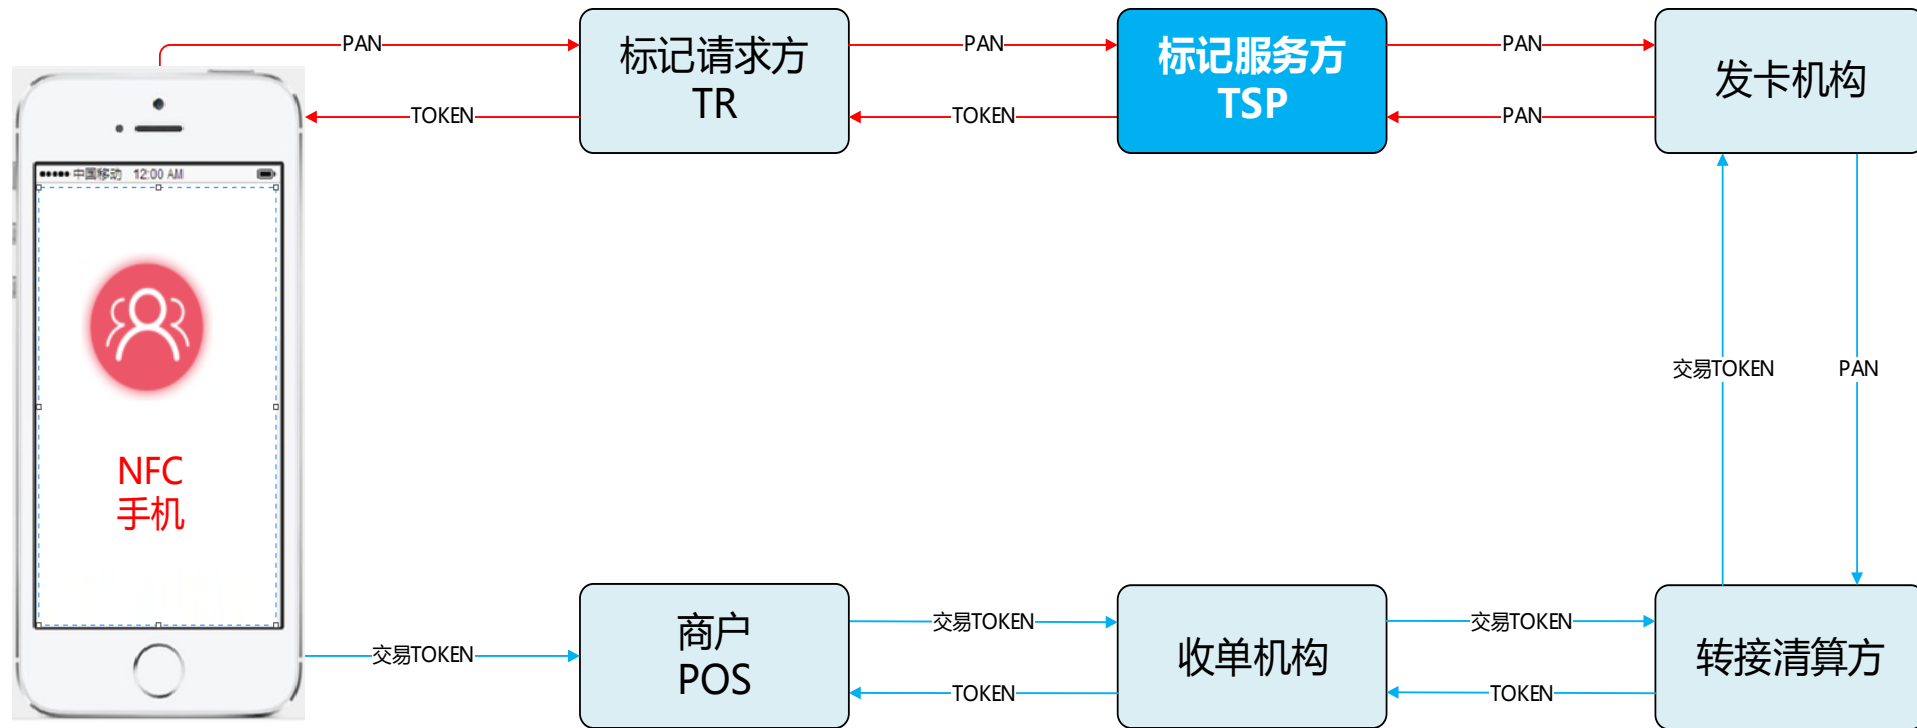 PAN
标记请求方
TR
PAN
标记服务方
TSP
PAN
发卡机构
TOKEN
TOKEN
PAN
中国移动 12:00 AM
NFC
手机
交易TOKEN
PAN
交易TOKEN
商户
POS
交易TOKEN
收单机构
交易TOKEN
转接清算方
TOKEN
TOKEN